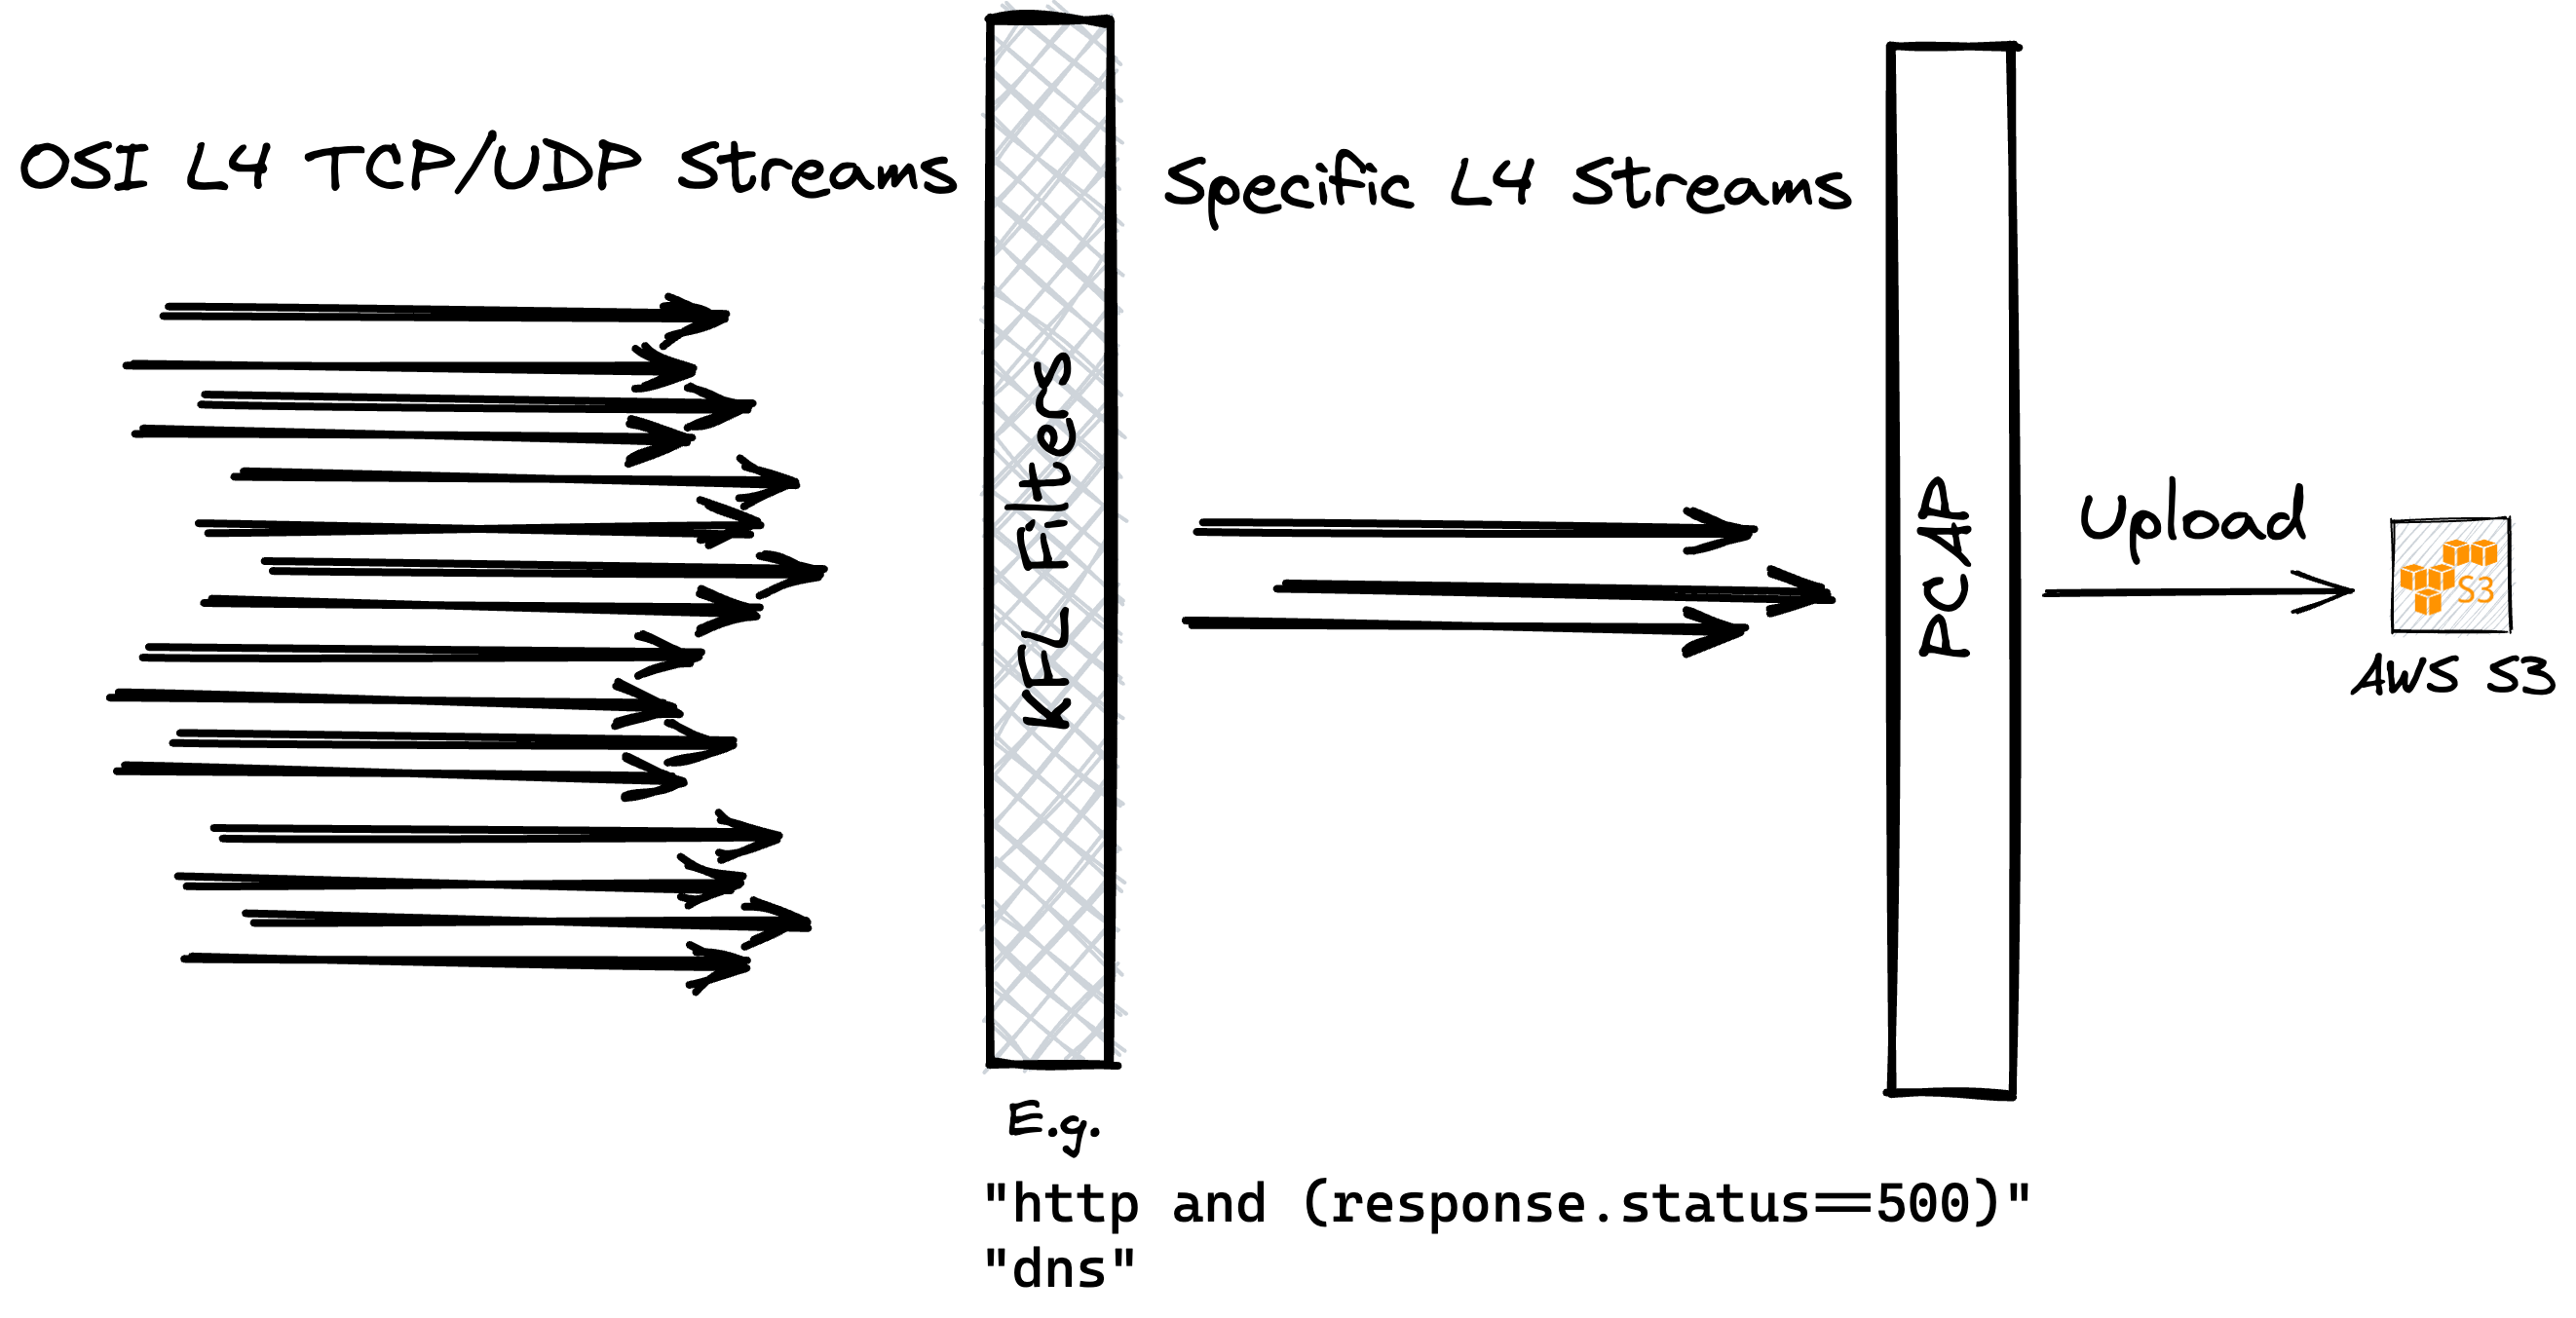 OSI L4 TCP/UDP Streams
Specific L4 Streams
KFL Filters
PCAP
Upload
S3
AWS S3
E.g.
"http and (response.status==500)"
"dns"